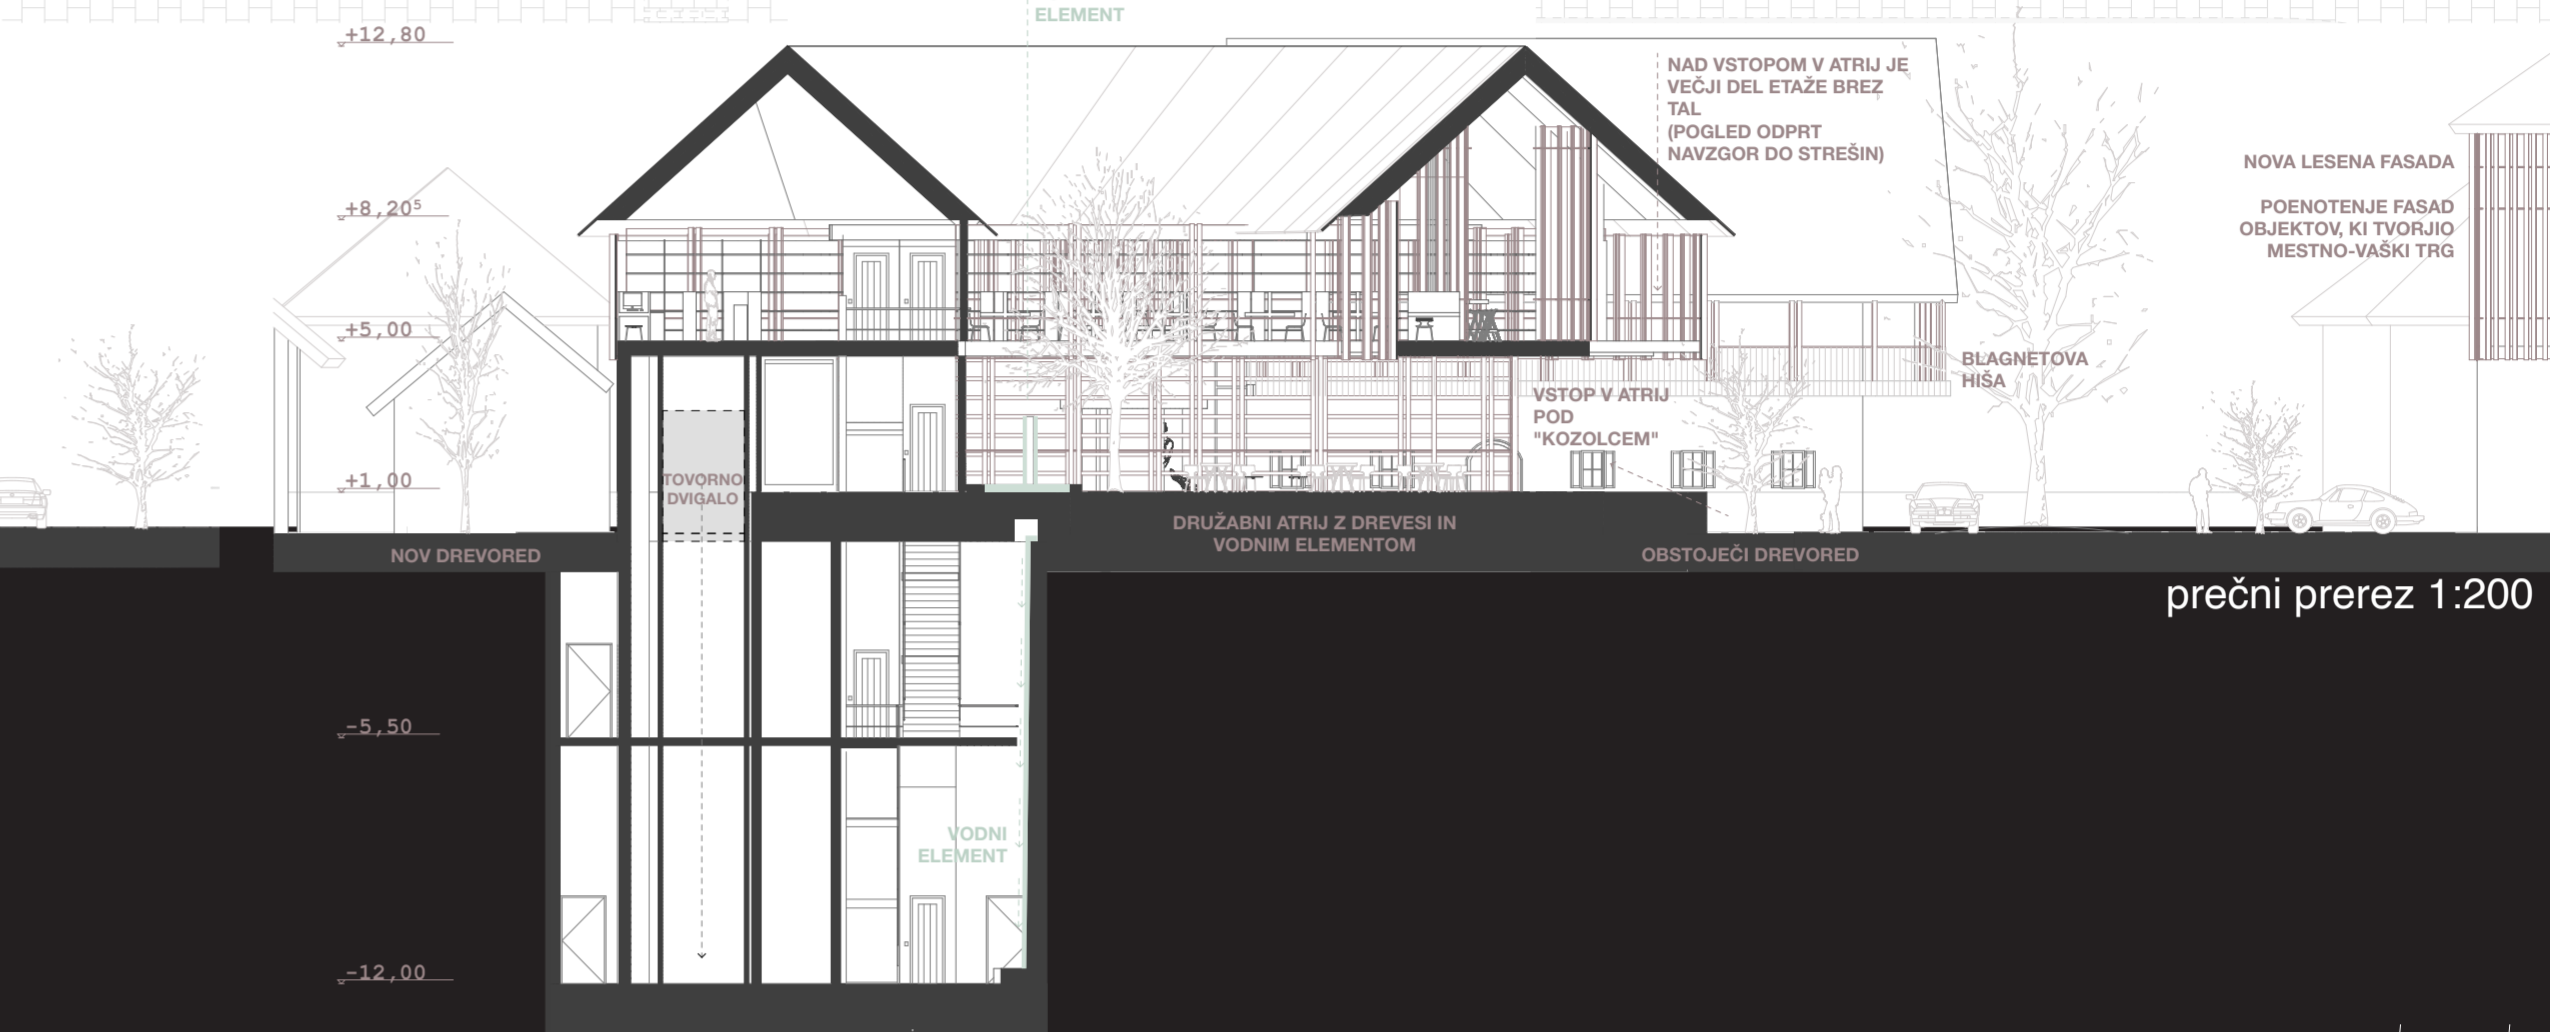 ELEMENT
+12,80
NAD VSTOPOM V ATRIJ JE
VEČJI DEL ETAŽE BREZ
TAL
(POGLED ODPRT
NAVZGOR DO STREŠIN)
NOVA LESENA FASADA
POENOTENJE FASAD
OBJEKTOV, KI TVORJIO
MESTNO-VAŠKI TRG
+8,20⁵
+5,00
BLAGNETOVA
HIŠA
VSTOP V ATRIJ
POD
"KOZOLCEM"
+1,00
TOVORNO
DVIGALO
DRUŽABNI ATRIJ Z DREVESI IN
VODNIM ELEMENTOM
NOV DREVORED
OBSTOJEČI DREVORED
prečni prerez 1:200
-5,50
VODNI
ELEMENT
-12,00